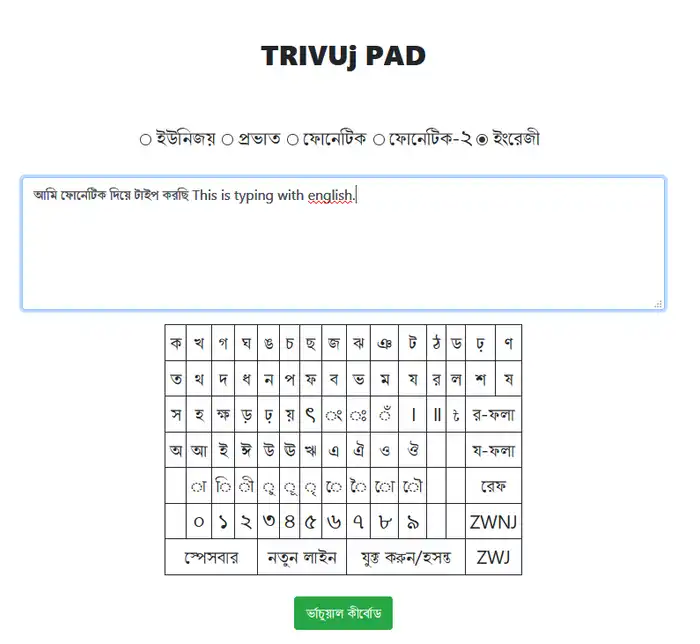 TRIVUj PAD
ইউনিজয় প্রভাত ফোনেটিক ফোনেটিক-২ ইংরেজী
আমি ফোনেটিক দিয়ে টাইপ করছি This is typing with english.
ক খ গ ঘ ঙ চ ছ জ ঝ ঞ ট ঠ ড ঢ় ণ
ত থ দ ধ ন প ফ ব ভ ম য র ল শ ষ
স হ ক্ষ ড় ঢ় য় ৎ ং ঃ ঁ । ॥ ৳ র-ফলা
অ আ ই ঈ উ ঊ ঋ এ ঐ ও ঔ য-ফলা
া ি ী ু ূ ৃ ে ৈ ো ৌ রেফ
০ ১ ২ ৩ ৪ ৫ ৬ ৭ ৮ ৯ ZWNJ
স্পেসবার নতুন লাইন যুক্ত করুন/হসন্ত ZWJ
ভার্চুয়াল কীবোর্ড